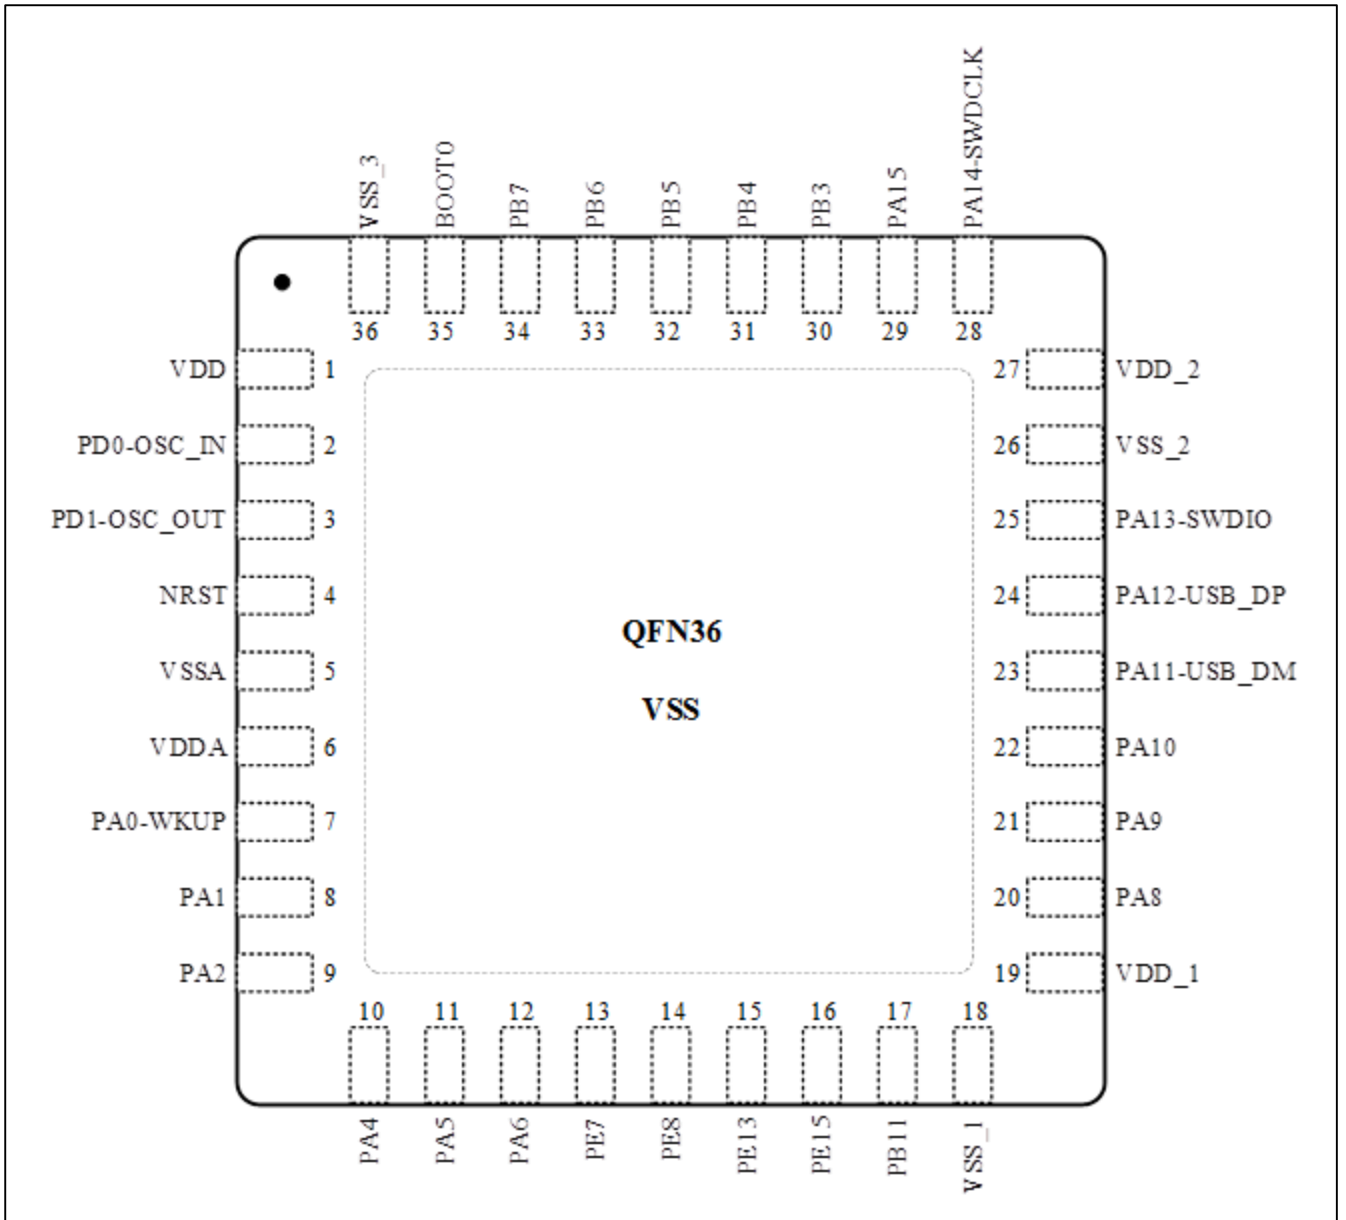 VSS_3
BOOT0
PB7
PB6
PB5
PB4
PB3
PA15
PA14-SWDCLK
36
35
34
33
32
31
30
29
28
VDD 1
PD0-OSC_IN 2
PD1-OSC_OUT 3
NRST 4
VSSA 5
VDDA 6
PA0-WKUP 7
PA1 8
PA2 9
QFN36
VSS
27 VDD_2
26 VSS_2
25 PA13-SWDIO
24 PA12-USB_DP
23 PA11-USB_DM
22 PA10
21 PA9
20 PA8
19 VDD_1
10
11
12
13
14
15
16
17
18
PA4
PA5
PA6
PE7
PE8
PE13
PE15
PB11
VSS_1